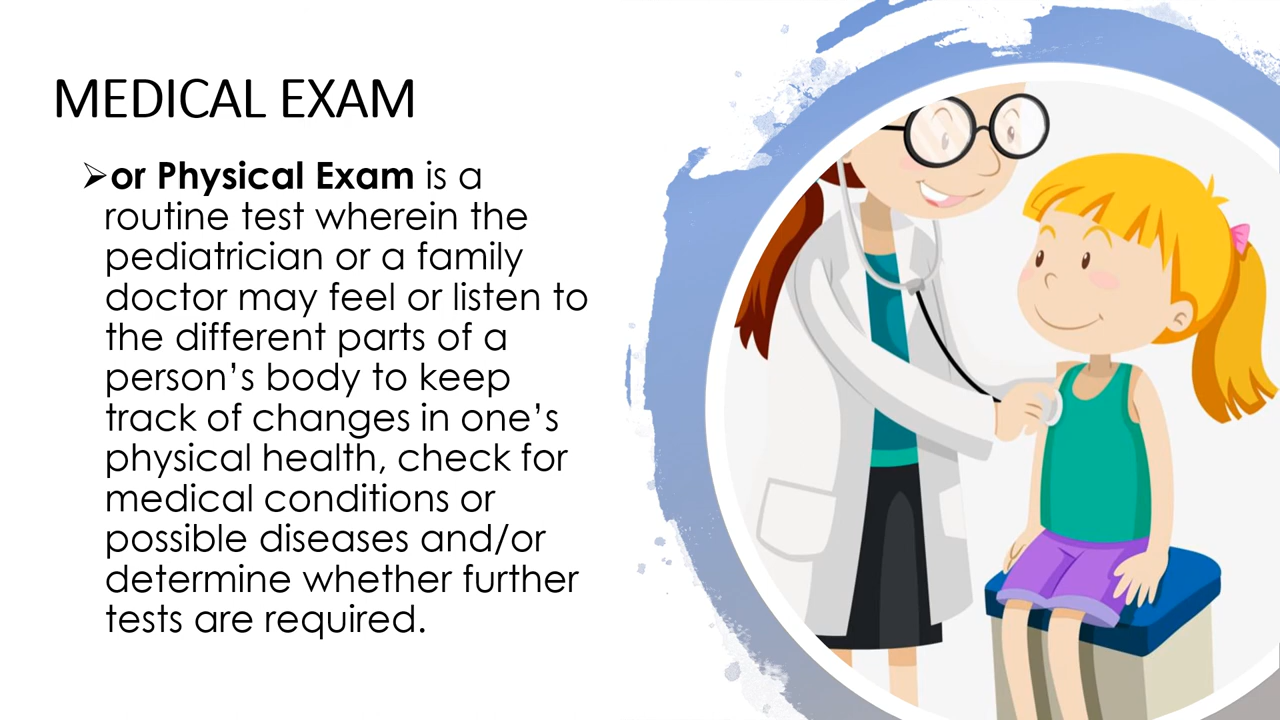 MEDICAL EXAM
➢or Physical Exam is a
routine test wherein the
pediatrician or a family
doctor may feel or listen to
the different parts of a
person’s body to keep
track of changes in one’s
physical health, check for
medical conditions or
possible diseases and/or
determine whether further
tests are required.